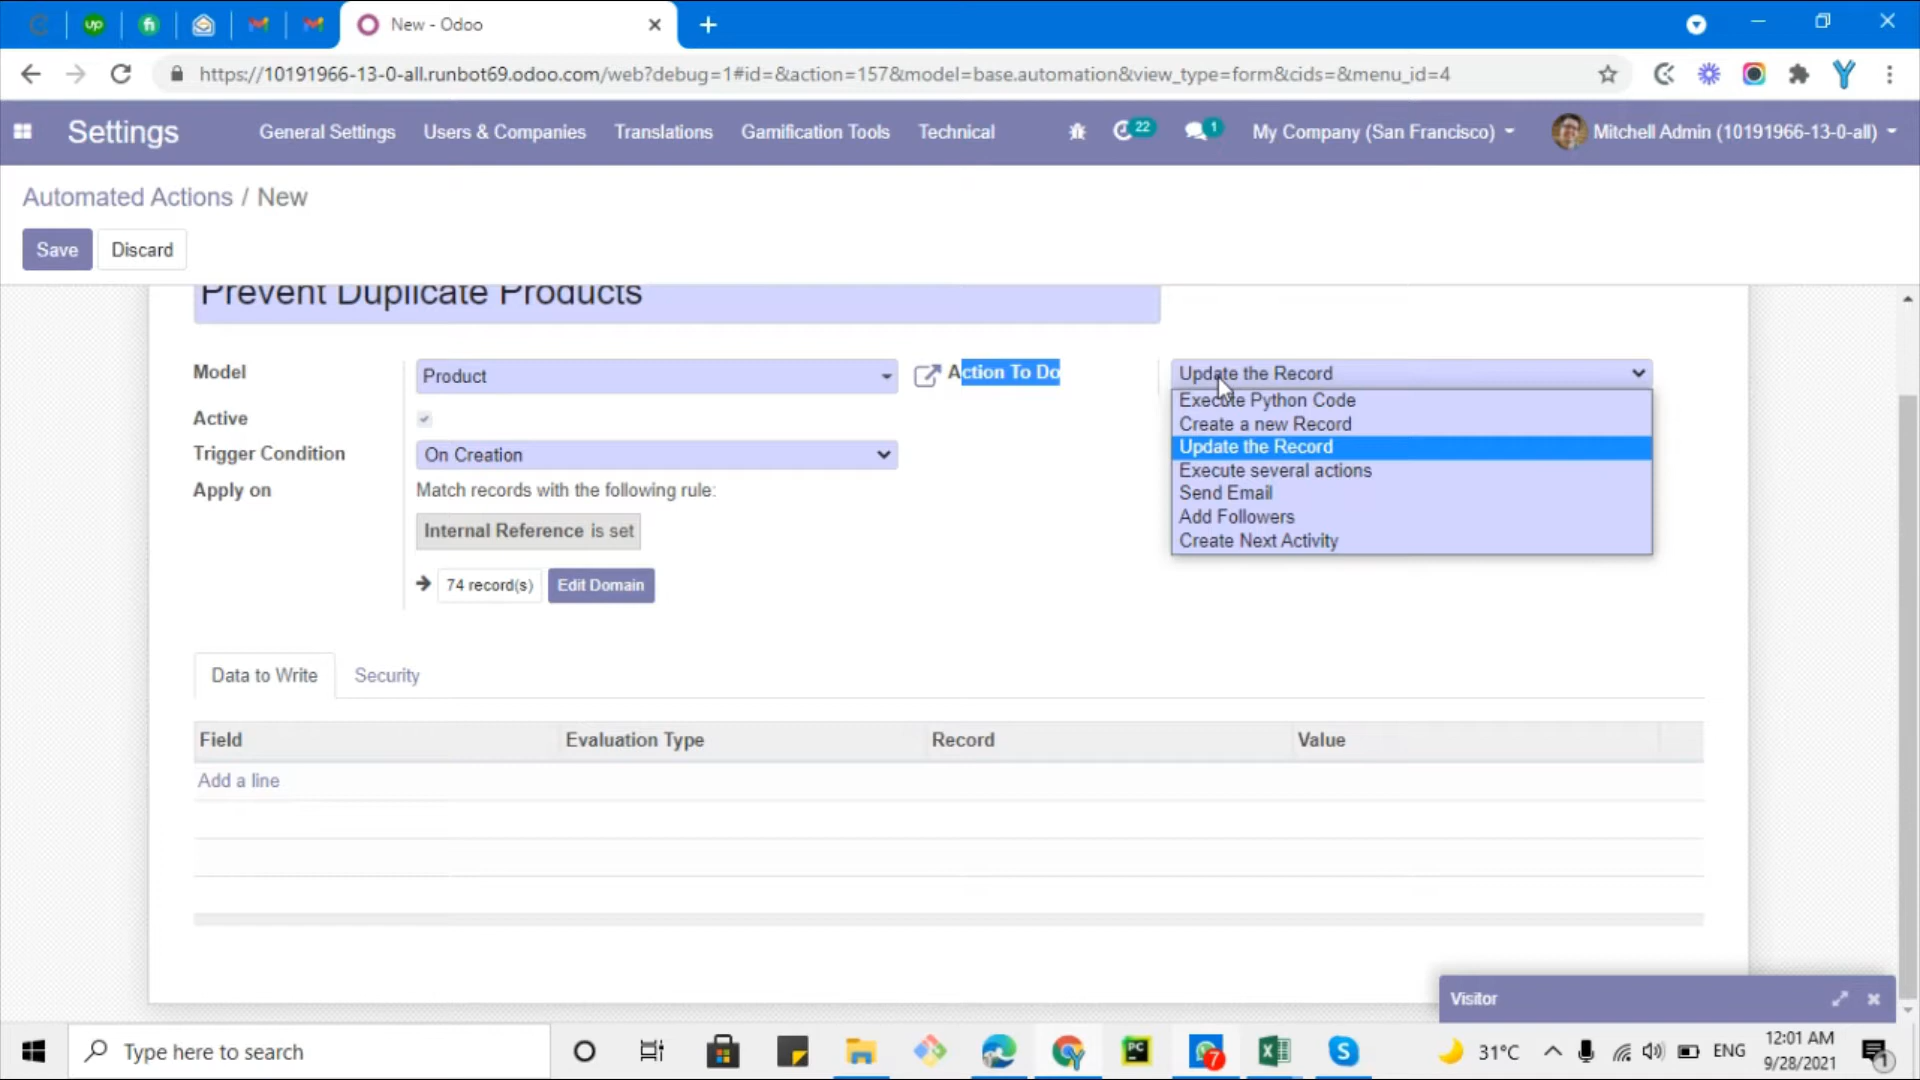 up
New - Odoo
https://10191966-13-0-all.runbot69.odoo.com/web?debug=1#id=&action=157&model=base.automation&view_type=form&cids=&menu_id=4
Settings General Settings Users & Companies Translations Gamification Tools Technical 22 1 My Company (San Francisco) Mitchell Admin (10191966-13-0-all)
Automated Actions / New
Save Discard
Prevent Duplicate Products
Model Product Action To Do Update the Record
Execute Python Code
Create a new Record
Update the Record
Execute several actions
Send Email
Add Followers
Create Next Activity
Active
Trigger Condition On Creation
Apply on Match records with the following rule:
Internal Reference is set
74 record(s) Edit Domain
Data to Write Security
Field Evaluation Type Record Value
Add a line
Visitor
Type here to search
PC
7
31°C
ENG
12:01 AM
9/28/2021
1